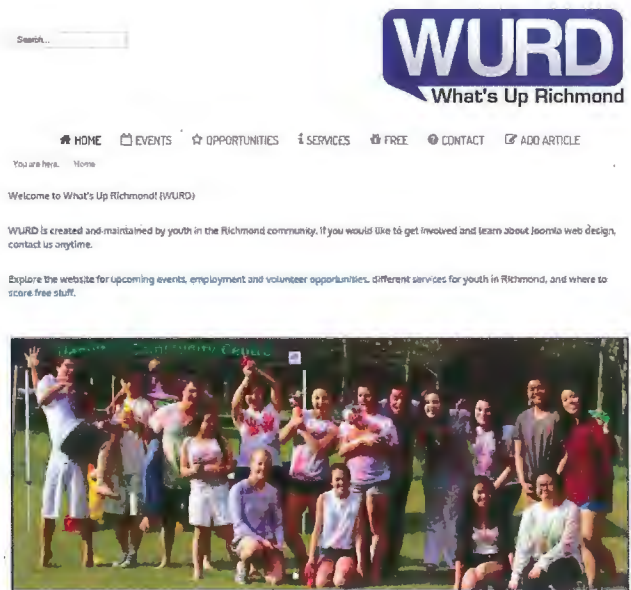 Search...
WURD
What's Up Richmond
HOME EVENTS OPPORTUNITIES SERVICES FREE CONTACT ADD ARTICLE
You are here: Home
Welcome to What's Up Richmond! (WURD)
WURD is created and maintained by youth in the Richmond community. If you would like to get involved and learn about Joomla web design,
contact us anytime.
Explore the website for upcoming events, employment and volunteer opportunities, different services for youth in Richmond, and where to
score free stuff.
Community Centre